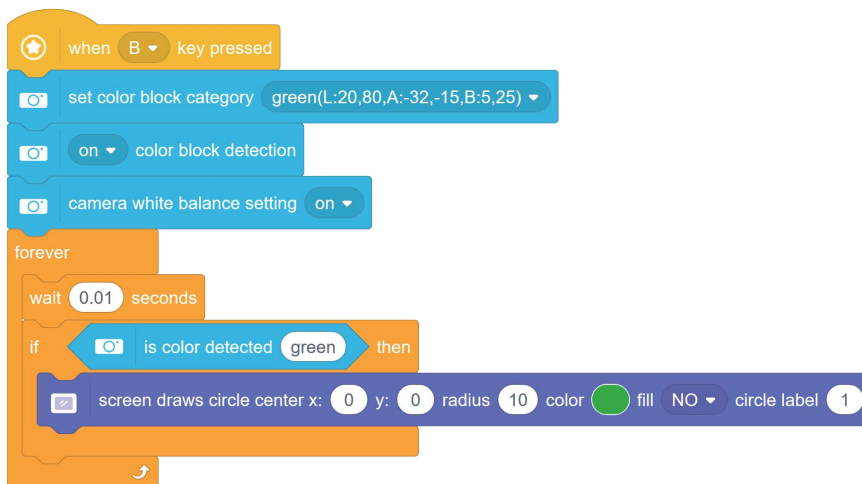 when B key pressed
set color block category green(L:20,80,A:-32,-15,B:5,25)
on color block detection
camera white balance setting on
forever
wait 0.01 seconds
if is color detected green then
screen draws circle center x: 0 y: 0 radius 10 color fill NO circle label 1